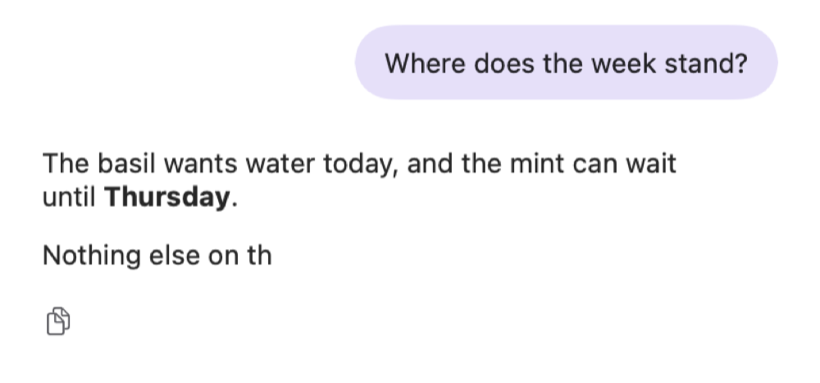 Where does the week stand?
The basil wants water today, and the mint can wait
until Thursday.
Nothing else on th